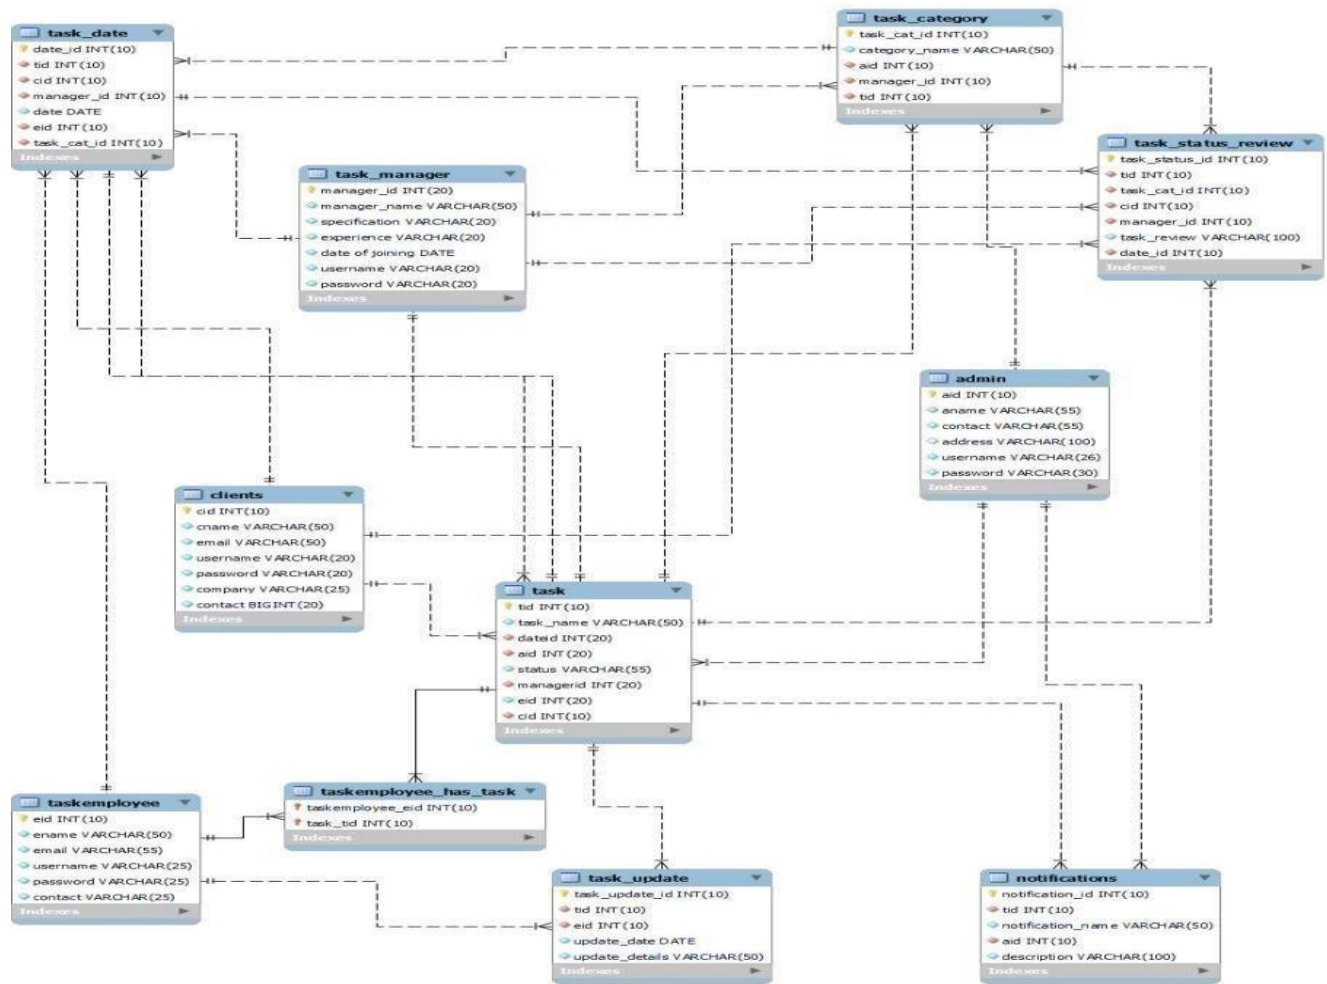 task_date
date_id INT(10)
tid INT(10)
cid INT(10)
manager_id INT(10)
date DATE
eid INT(10)
task_cat_id INT(10)
Indexes
task_category
task_cat_id INT(10)
category_name VARCHAR(50)
aid INT(10)
manager_id INT(10)
tid INT(10)
Indexes
task_status_review
task_status_id INT(10)
tid INT(10)
task_cat_id INT(10)
cid INT(10)
manager_id INT(10)
task_review VARCHAR(100)
date_id INT(10)
Indexes
task_manager
manager_id INT(20)
manager_name VARCHAR(50)
specification VARCHAR(20)
experience VARCHAR(20)
date of joining DATE
username VARCHAR(20)
password VARCHAR(20)
Indexes
admin
aid INT(10)
aname VARCHAR(55)
contact VARCHAR(55)
address VARCHAR(100)
username VARCHAR(26)
password VARCHAR(30)
Indexes
clients
cid INT(10)
cname VARCHAR(50)
email VARCHAR(50)
username VARCHAR(20)
password VARCHAR(20)
company VARCHAR(25)
contact BIGINT(20)
Indexes
task
tid INT(10)
task_name VARCHAR(50)
dateid INT(20)
aid INT(20)
status VARCHAR(55)
managerid INT(20)
eid INT(20)
cid INT(10)
Indexes
taskemployee
eid INT(10)
ename VARCHAR(50)
email VARCHAR(55)
username VARCHAR(25)
password VARCHAR(25)
contact VARCHAR(25)
Indexes
taskemployee_has_task
taskemployee_eid INT(10)
task_tid INT(10)
Indexes
task_update
task_update_id INT(10)
tid INT(10)
eid INT(10)
update_date DATE
update_details VARCHAR(50)
Indexes
notifications
notification_id INT(10)
tid INT(10)
notification_name VARCHAR(50)
aid INT(10)
description VARCHAR(100)
Indexes